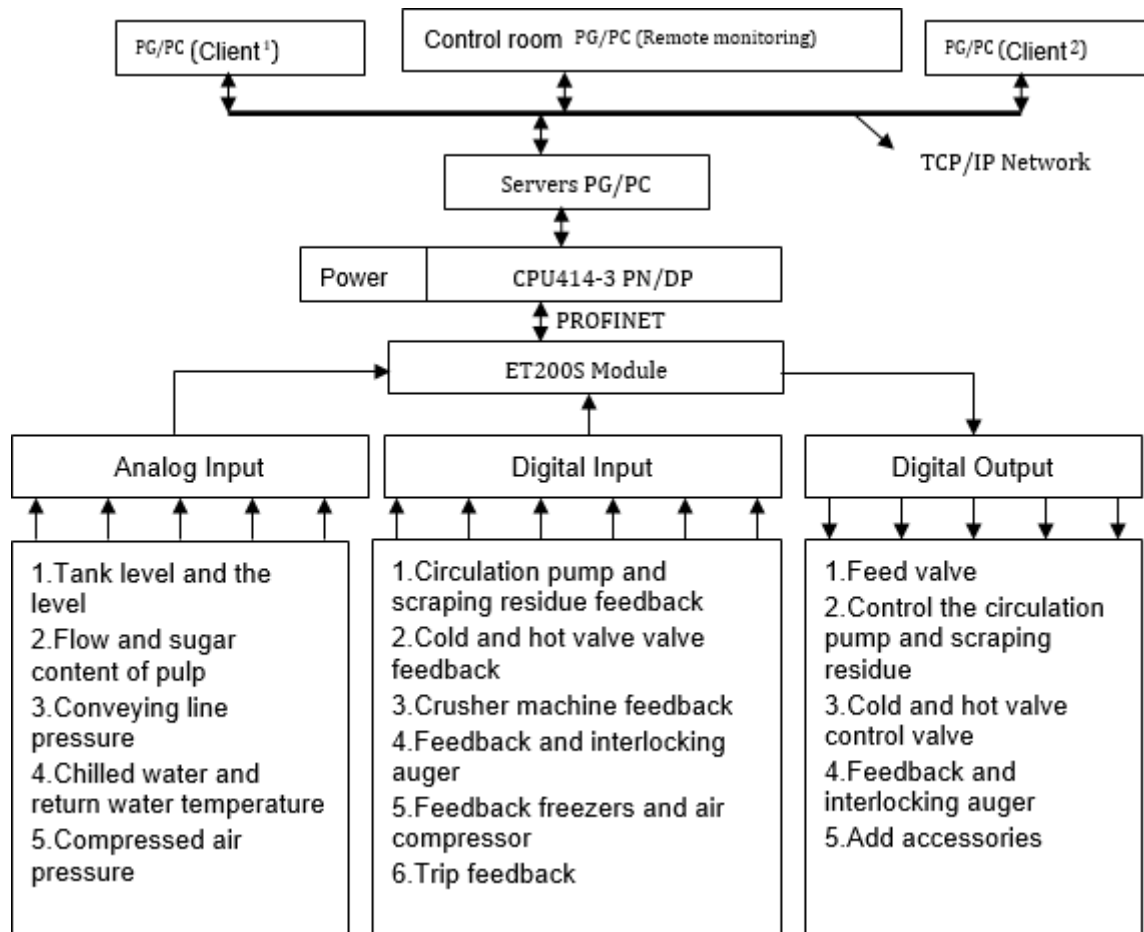 PG/PC (Client1)
Control room PG/PC (Remote monitoring)
PG/PC (Client2)
TCP/IP Network
Servers PG/PC
Power
CPU414-3 PN/DP
PROFINET
ET200S Module
Analog Input
Digital Input
Digital Output
1.Tank level and the
level
2.Flow and sugar
content of pulp
3.Conveying line
pressure
4.Chilled water and
return water temperature
5.Compressed air
pressure
1.Circulation pump and
scraping residue feedback
2.Cold and hot valve valve
feedback
3.Crusher machine feedback
4.Feedback and interlocking
auger
5.Feedback freezers and air
compressor
6.Trip feedback
1.Feed valve
2.Control the circulation
pump and scraping
residue
3.Cold and hot valve
control valve
4.Feedback and
interlocking auger
5.Add accessories